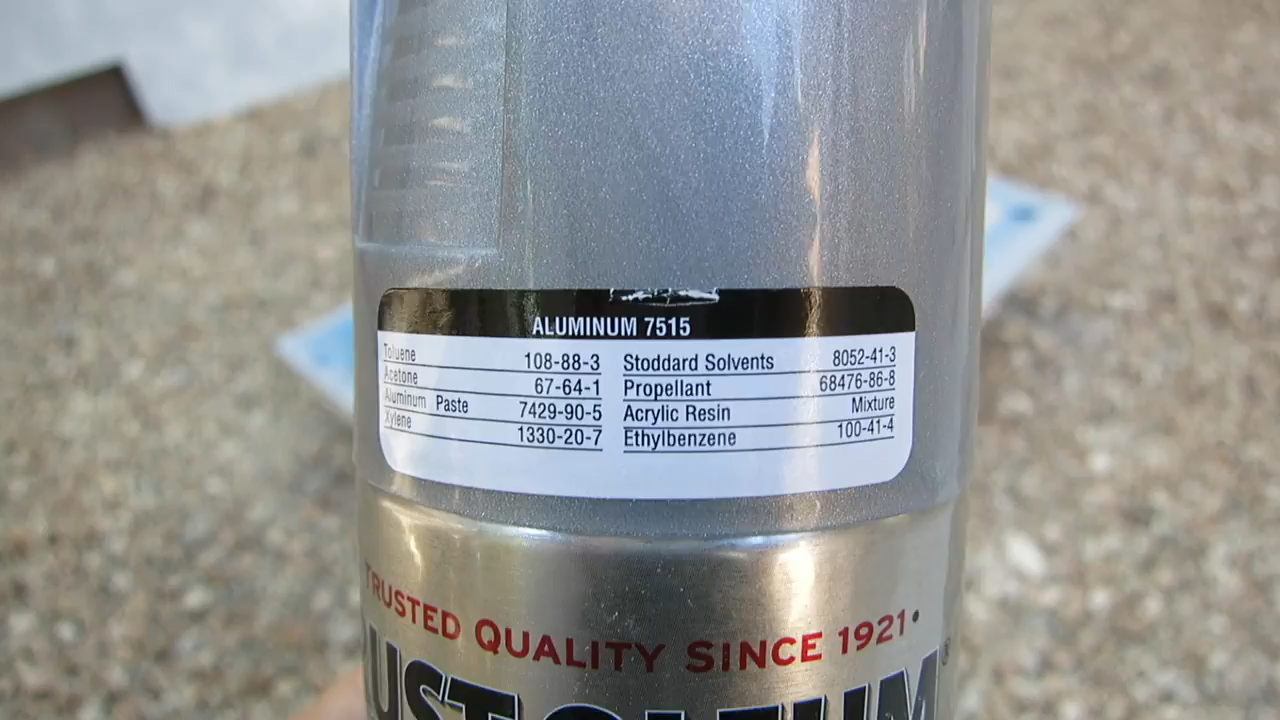 ALUMINUM 7515
Toluene 108-88-3
Acetone 67-64-1
Aluminum Paste 7429-90-5
Xylene 1330-20-7
Stoddard Solvents 8052-41-3
Propellant 68476-86-8
Acrylic Resin Mixture
Ethylbenzene 100-41-4
TRUSTED QUALITY SINCE 1921•
RUST-OLEUM®